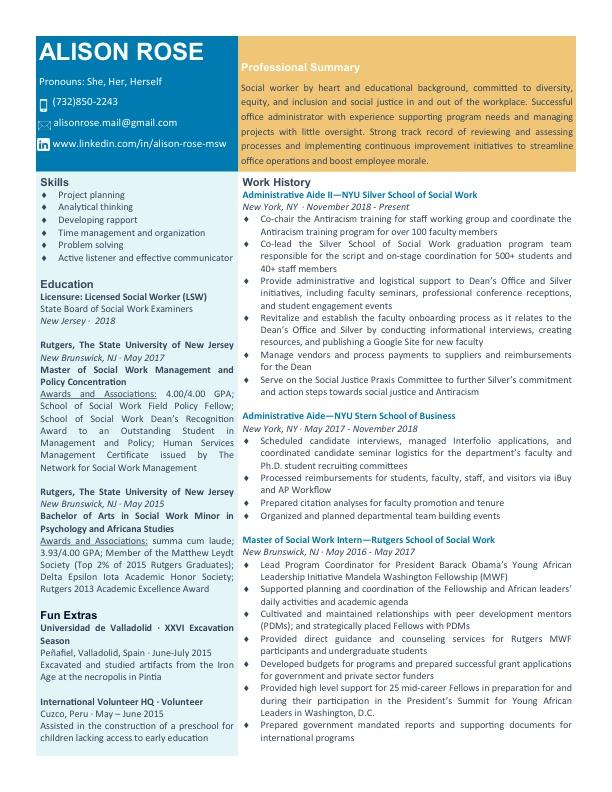 ALISON ROSE
Pronouns: She, Her, Herself
(732)850-2243
alisonrose.mail@gmail.com
www.linkedin.com/in/alison-rose-msw
Professional Summary
Social worker by heart and educational background, committed to diversity,
equity, and inclusion and social justice in and out of the workplace. Successful
office administrator with experience supporting program needs and managing
projects with little oversight. Strong track record of reviewing and assessing
processes and implementing continuous improvement initiatives to streamline
office operations and boost employee morale.
Skills
♦ Project planning
♦ Analytical thinking
♦ Developing rapport
♦ Time management and organization
♦ Problem solving
♦ Active listener and effective communicator
Education
Licensure: Licensed Social Worker (LSW)
State Board of Social Work Examiners
New Jersey · 2018
Rutgers, The State University of New Jersey
New Brunswick, NJ · May 2017
Master of Social Work Management and
Policy Concentration
Awards and Associations: 4.00/4.00 GPA;
School of Social Work Field Policy Fellow;
School of Social Work Dean's Recognition
Award to an Outstanding Student in
Management and Policy; Human Services
Management Certificate issued by The
Network for Social Work Management
Rutgers, The State University of New Jersey
New Brunswick, NJ · May 2015
Bachelor of Arts in Social Work Minor in
Psychology and Africana Studies
Awards and Associations: summa cum laude;
3.93/4.00 GPA; Member of the Matthew Leydt
Society (Top 2% of 2015 Rutgers Graduates);
Delta Epsilon Iota Academic Honor Society;
Rutgers 2013 Academic Excellence Award
Fun Extras
Universidad de Valladolid · XXVI Excavation
Season
Peñafiel, Valladolid, Spain · June-July 2015
Excavated and studied artifacts from the Iron
Age at the necropolis in Pintia
International Volunteer HQ · Volunteer
Cuzco, Peru · May – June 2015
Assisted in the construction of a preschool for
children lacking access to early education
Work History
Administrative Aide II—NYU Silver School of Social Work
New York, NY · November 2018 - Present
♦ Co-chair the Antiracism training for staff working group and coordinate the
Antiracism training program for over 100 faculty members
♦ Co-lead the Silver School of Social Work graduation program team
responsible for the script and on-stage coordination for 500+ students and
40+ staff members
♦ Provide administrative and logistical support to Dean's Office and Silver
initiatives, including faculty seminars, professional conference receptions,
and student engagement events
♦ Revitalize and establish the faculty onboarding process as it relates to the
Dean's Office and Silver by conducting informational interviews, creating
resources, and publishing a Google Site for new faculty
♦ Manage vendors and process payments to suppliers and reimbursements
for the Dean
♦ Serve on the Social Justice Praxis Committee to further Silver's commitment
and action steps towards social justice and Antiracism
Administrative Aide—NYU Stern School of Business
New York, NY · May 2017 - November 2018
♦ Scheduled candidate interviews, managed Interfolio applications, and
coordinated candidate seminar logistics for the department's faculty and
Ph.D. student recruiting committees
♦ Processed reimbursements for students, faculty, staff, and visitors via iBuy
and AP Workflow
♦ Prepared citation analyses for faculty promotion and tenure
♦ Organized and planned departmental team building events
Master of Social Work Intern—Rutgers School of Social Work
New Brunswick, NJ · May 2016 - May 2017
♦ Lead Program Coordinator for President Barack Obama's Young African
Leadership Initiative Mandela Washington Fellowship (MWF)
♦ Supported planning and coordination of the Fellowship and African leaders'
daily activities and academic agenda
♦ Cultivated and maintained relationships with peer development mentors
(PDMs); and strategically placed Fellows with PDMs
♦ Provided direct guidance and counseling services for Rutgers MWF
participants and undergraduate students
♦ Developed budgets for programs and prepared successful grant applications
for government and private sector funders
♦ Provided high level support for 25 mid-career Fellows in preparation for and
during their participation in the President's Summit for Young African
Leaders in Washington, D.C.
♦ Prepared government mandated reports and supporting documents for
international programs